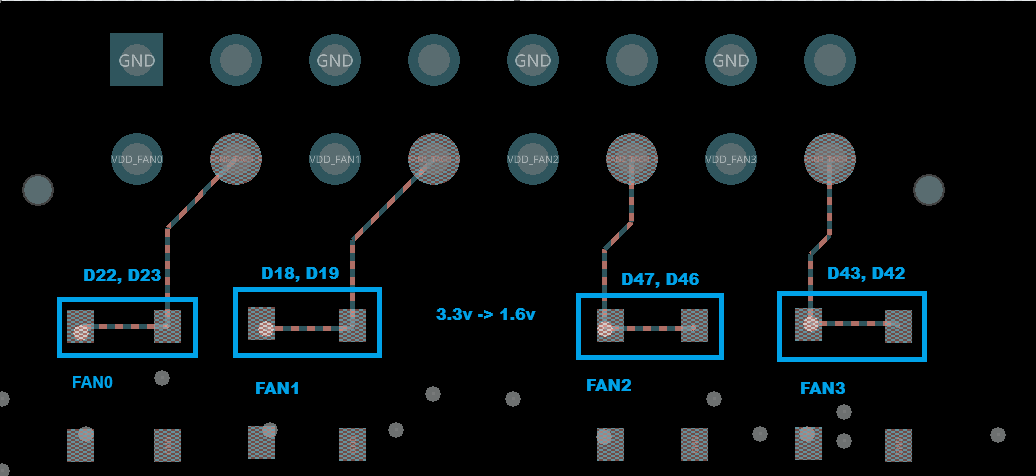 GND GND GND GND
VDD_FAN0 VDD_FAN1 VDD_FAN2 VDD_FAN3
D22, D23 D18, D19 D47, D46 D43, D42
3.3v -> 1.6v
FAN0 FAN1 FAN2 FAN3